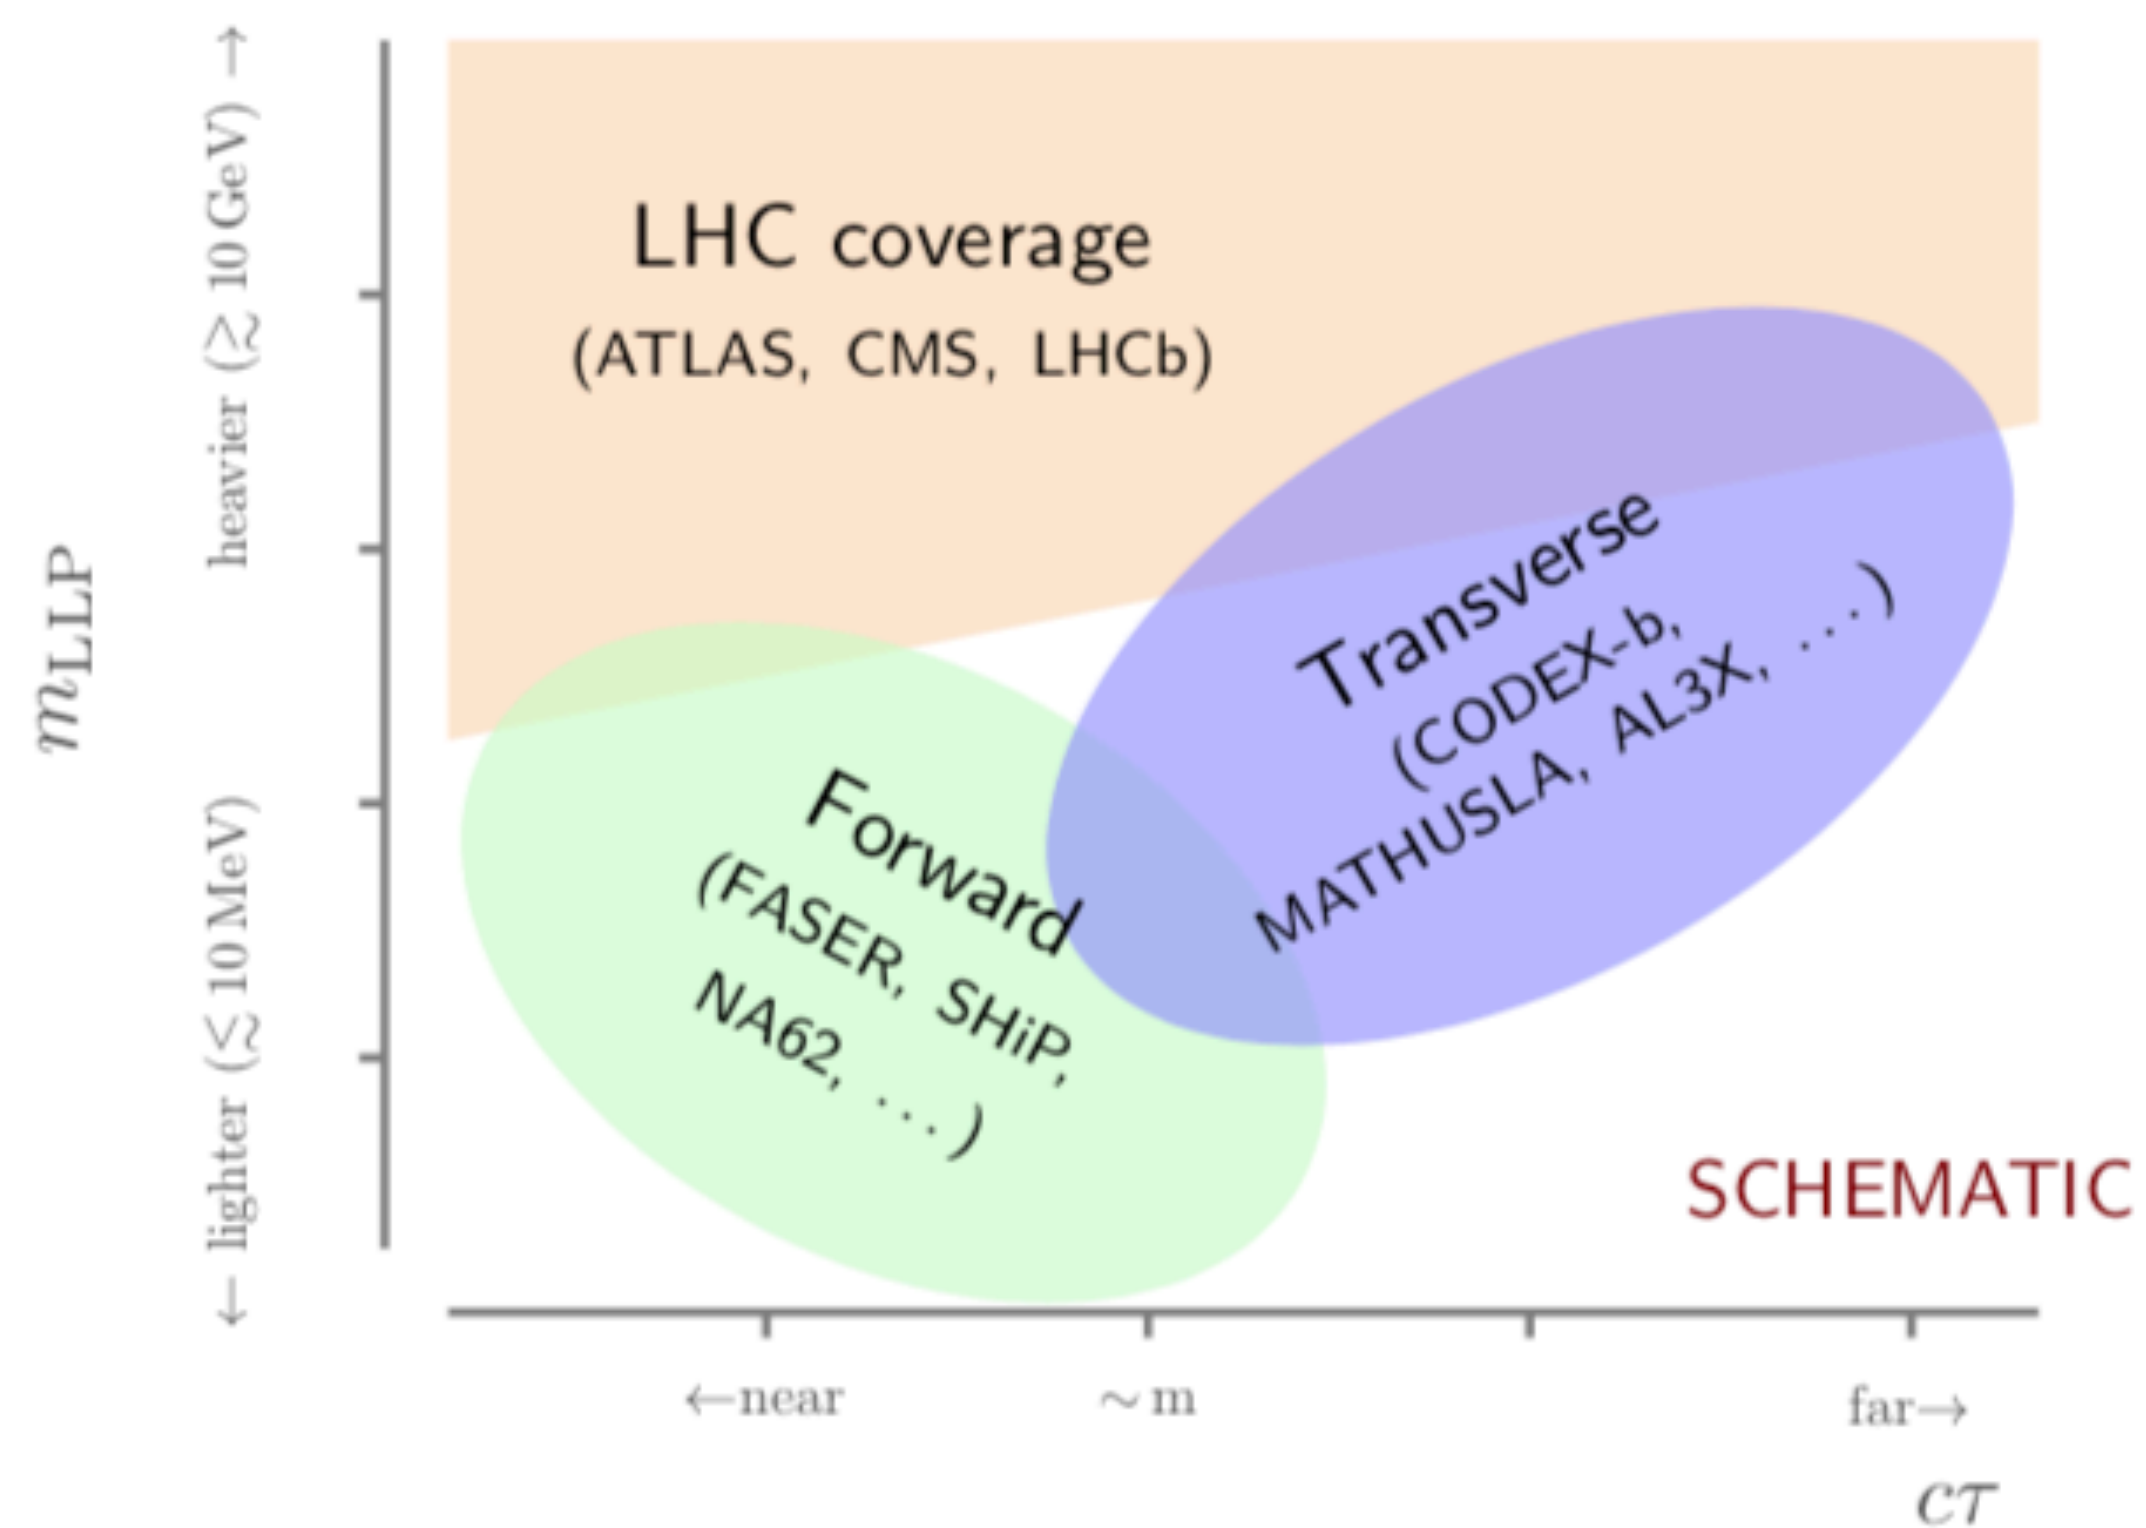 heavier (≳ 10 GeV) →
m_LLP
← lighter (≲ 10 MeV)
LHC coverage
(ATLAS, CMS, LHCb)
Transverse
(CODEX-b,
MATHUSLA, AL3X, ...)
Forward
(FASER, SHiP,
NA62, ...)
SCHEMATIC
←near
∼m
far→
cτ